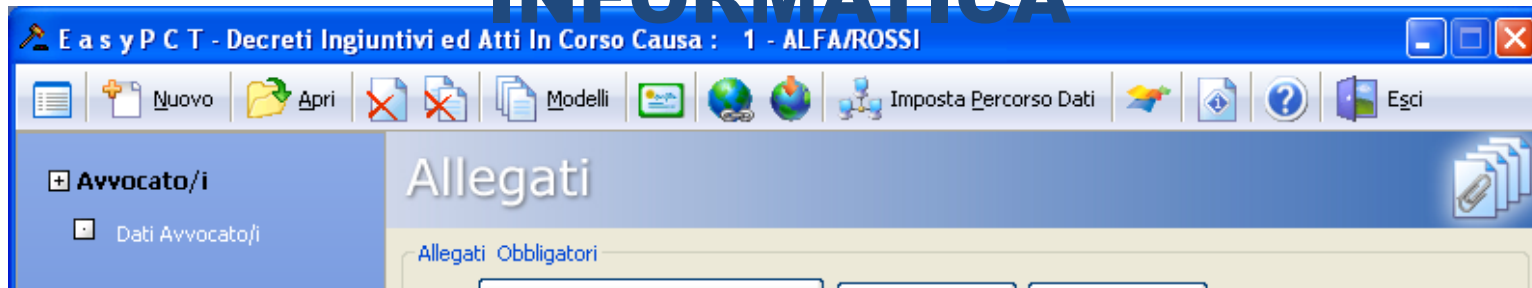 INFORMATICA
E a s y P C T - Decreti Ingiuntivi ed Atti In Corso Causa : 1 - ALFA/ROSSI
Nuovo Apri Modelli Imposta Percorso Dati Esci
Avvocato/i
Allegati
Dati Avvocato/i
Allegati Obbligatori